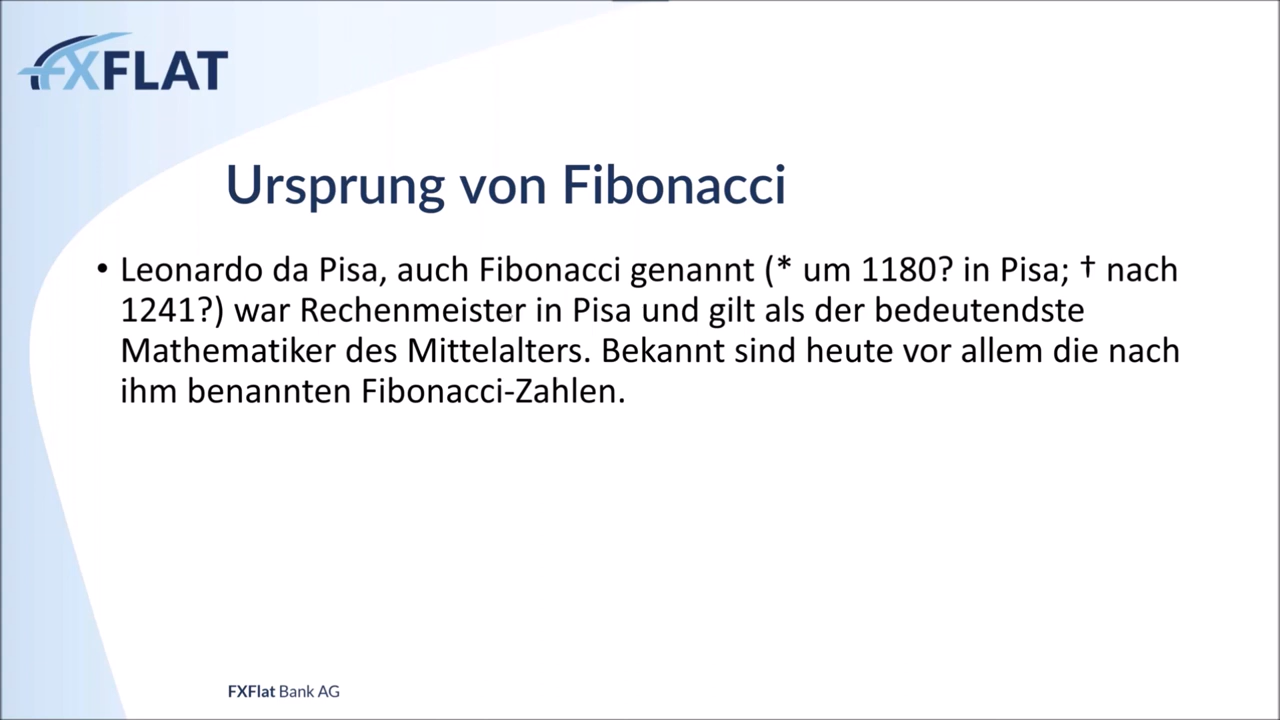 FXFLAT
Ursprung von Fibonacci
• Leonardo da Pisa, auch Fibonacci genannt (* um 1180? in Pisa; † nach
1241?) war Rechenmeister in Pisa und gilt als der bedeutendste
Mathematiker des Mittelalters. Bekannt sind heute vor allem die nach
ihm benannten Fibonacci-Zahlen.
FXFlat Bank AG